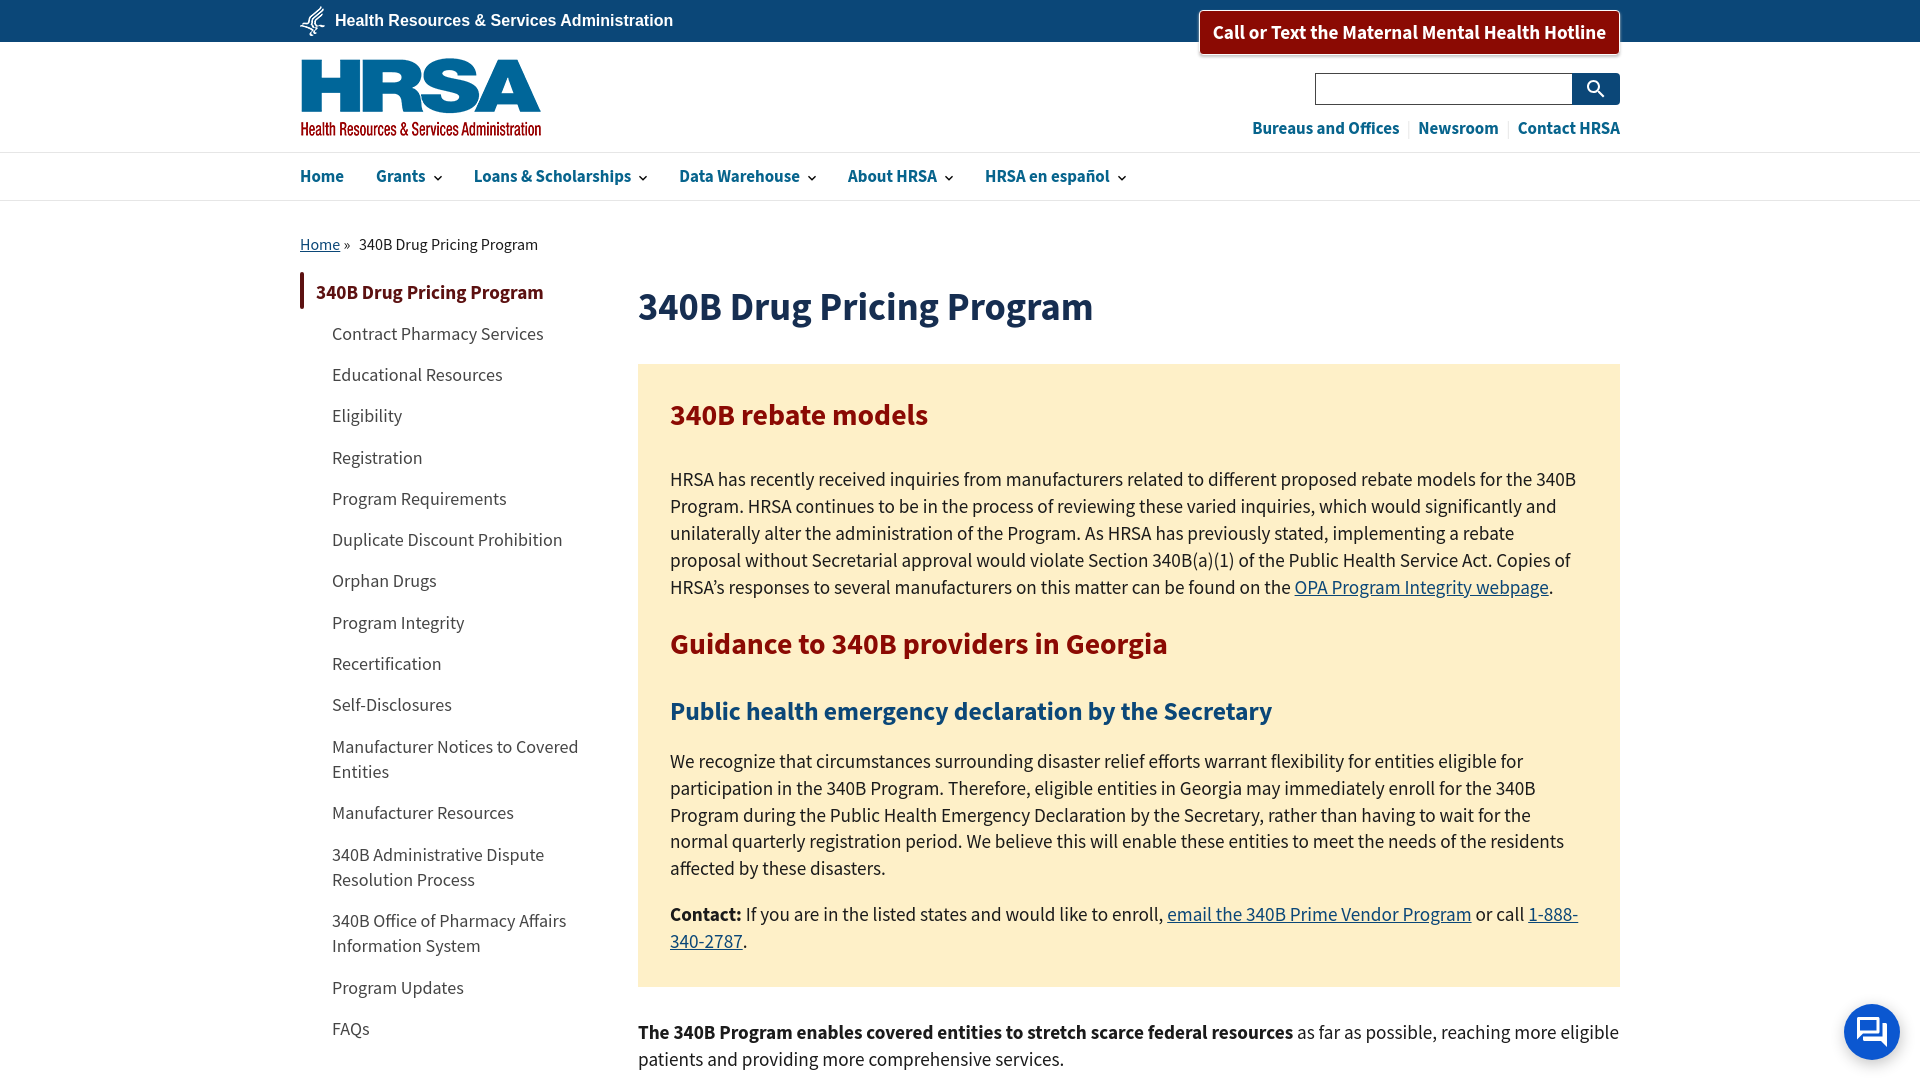 Health Resources & Services Administration
Call or Text the Maternal Mental Health Hotline
HRSA
Health Resources & Services Administration
Bureaus and Offices
Newsroom
Contact HRSA
Home
Grants
Loans & Scholarships
Data Warehouse
About HRSA
HRSA en español
Home » 340B Drug Pricing Program
340B Drug Pricing Program
Contract Pharmacy Services
Educational Resources
Eligibility
Registration
Program Requirements
Duplicate Discount Prohibition
Orphan Drugs
Program Integrity
Recertification
Self-Disclosures
Manufacturer Notices to Covered
Entities
Manufacturer Resources
340B Administrative Dispute
Resolution Process
340B Office of Pharmacy Affairs
Information System
Program Updates
FAQs
340B Drug Pricing Program
340B rebate models
HRSA has recently received inquiries from manufacturers related to different proposed rebate models for the 340B
Program. HRSA continues to be in the process of reviewing these varied inquiries, which would significantly and
unilaterally alter the administration of the Program. As HRSA has previously stated, implementing a rebate
proposal without Secretarial approval would violate Section 340B(a)(1) of the Public Health Service Act. Copies of
HRSA’s responses to several manufacturers on this matter can be found on the OPA Program Integrity webpage.
Guidance to 340B providers in Georgia
Public health emergency declaration by the Secretary
We recognize that circumstances surrounding disaster relief efforts warrant flexibility for entities eligible for
participation in the 340B Program. Therefore, eligible entities in Georgia may immediately enroll for the 340B
Program during the Public Health Emergency Declaration by the Secretary, rather than having to wait for the
normal quarterly registration period. We believe this will enable these entities to meet the needs of the residents
affected by these disasters.
Contact: If you are in the listed states and would like to enroll, email the 340B Prime Vendor Program or call 1-888-
340-2787.
The 340B Program enables covered entities to stretch scarce federal resources as far as possible, reaching more eligible
patients and providing more comprehensive services.